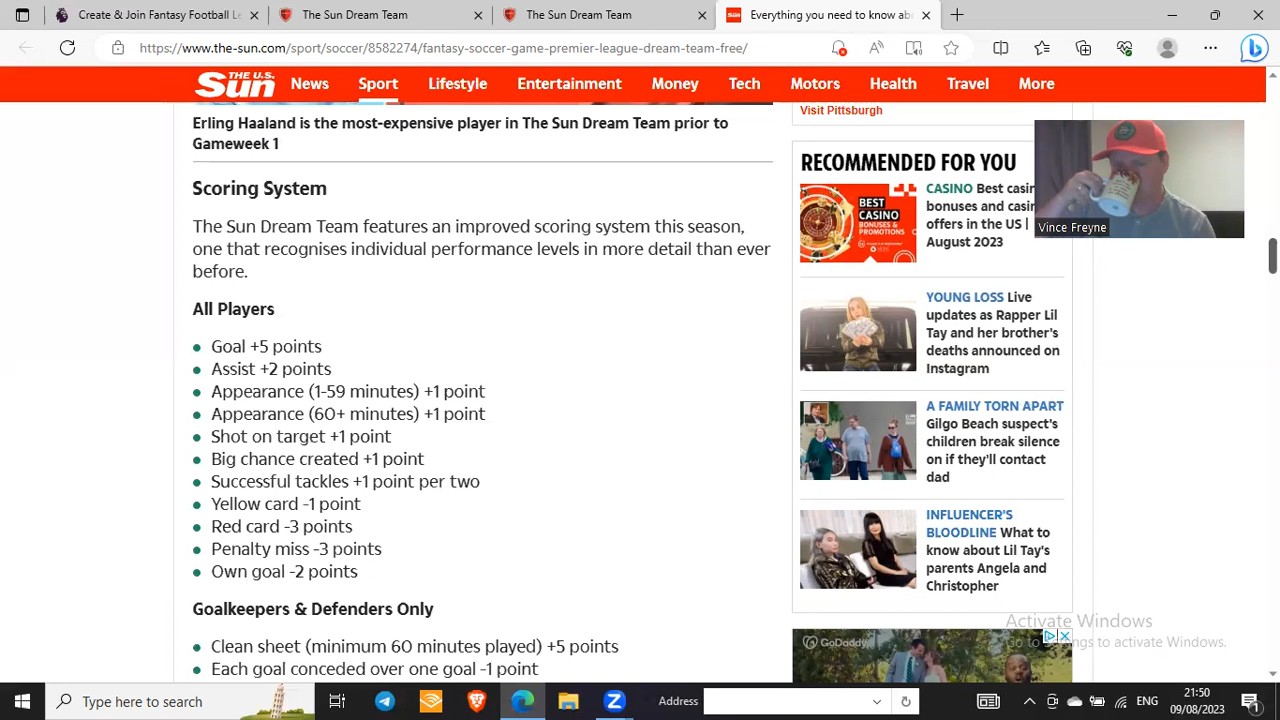 Create & Join Fantasy
The Sun Dream Team
Everything you need to know ab
https://www.the-sun.com/sport/soccer/8582274/fantasy-soccer-game-premier-league-dream-team-free/
THE U.S. Sun News Sport Lifestyle Entertainment Money Tech Motors Health Travel More
Erling Haaland is the most-expensive player in The Sun Dream Team prior to
Gameweek 1
Scoring System
The Sun Dream Team features an improved scoring system this season,
one that recognises individual performance levels in more detail than ever
before.
All Players
Goal +5 points
Assist +2 points
Appearance (1-59 minutes) +1 point
Appearance (60+ minutes) +1 point
Shot on target +1 point
Big chance created +1 point
Successful tackles +1 point per two
Yellow card -1 point
Red card -3 points
Penalty miss -3 points
Own goal -2 points
Goalkeepers & Defenders Only
Clean sheet (minimum 60 minutes played) +5 points
Each goal conceded over one goal -1 point
Visit Pittsburgh
RECOMMENDED FOR YOU
BEST
CASINO
BONUSES &
PROMOTIONS
CASINO Best casin
bonuses and casin
offers in the US |
August 2023
Vince Freyne
YOUNG LOSS Live
updates as Rapper Lil
Tay and her brother's
deaths announced on
Instagram
A FAMILY TORN APART
Gilgo Beach suspect's
children break silence
on if they'll contact
dad
INFLUENCER'S
BLOODLINE What to
know about Lil Tay's
parents Angela and
Christopher
GoDaddy
Activate Windows
Go to Settings to activate Windows.
Type here to search
Address
ENG
21:50
09/08/2023